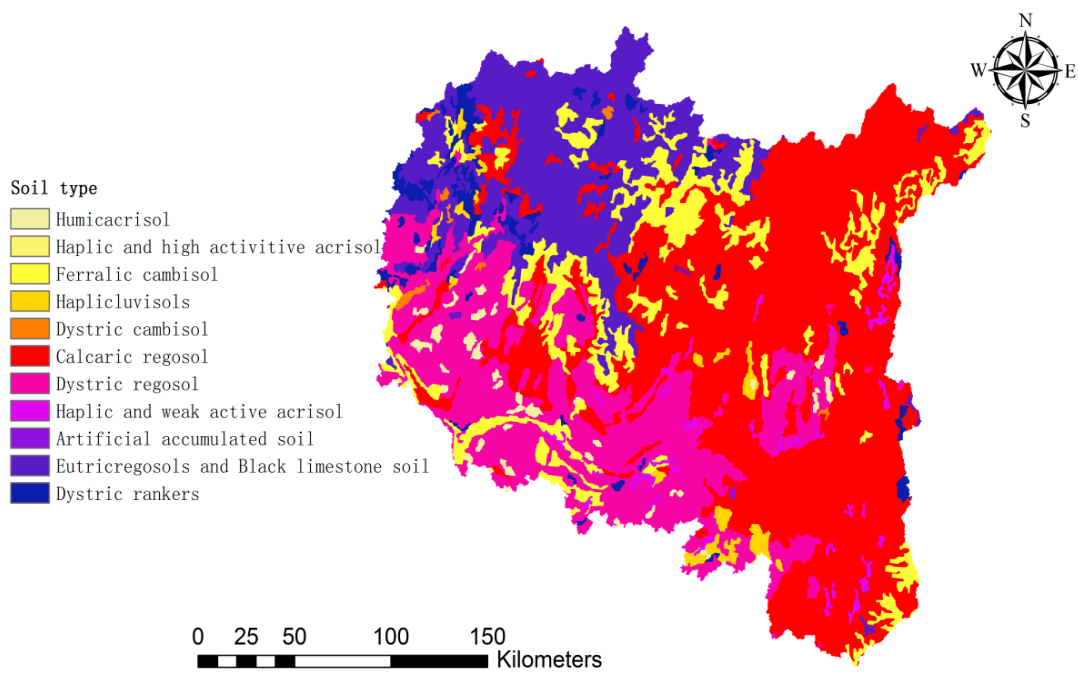 N
W E
S
Soil type
Humicacrisol
Haplic and high activitive acrisol
Ferralic cambisol
Haplicluvisols
Dystric cambisol
Calcaric regosol
Dystric regosol
Haplic and weak active acrisol
Artificial accumulated soil
Eutricregosols and Black limestone soil
Dystric rankers
0 25 50 100 150
Kilometers